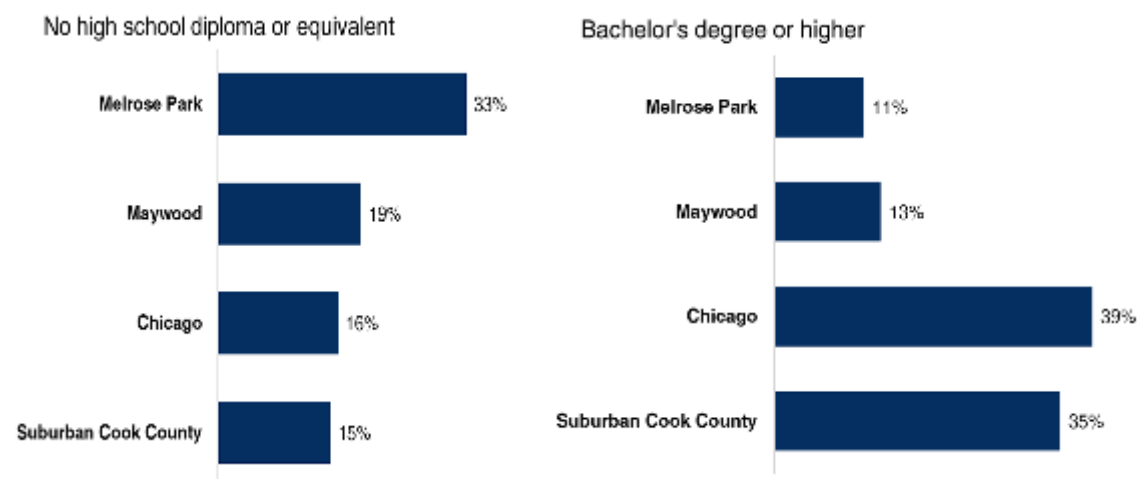 No high school diploma or equivalent
Melrose Park 33%
Maywood 19%
Chicago 16%
Suburban Cook County 15%
Bachelor's degree or higher
Melrose Park 11%
Maywood 13%
Chicago 39%
Suburban Cook County 35%